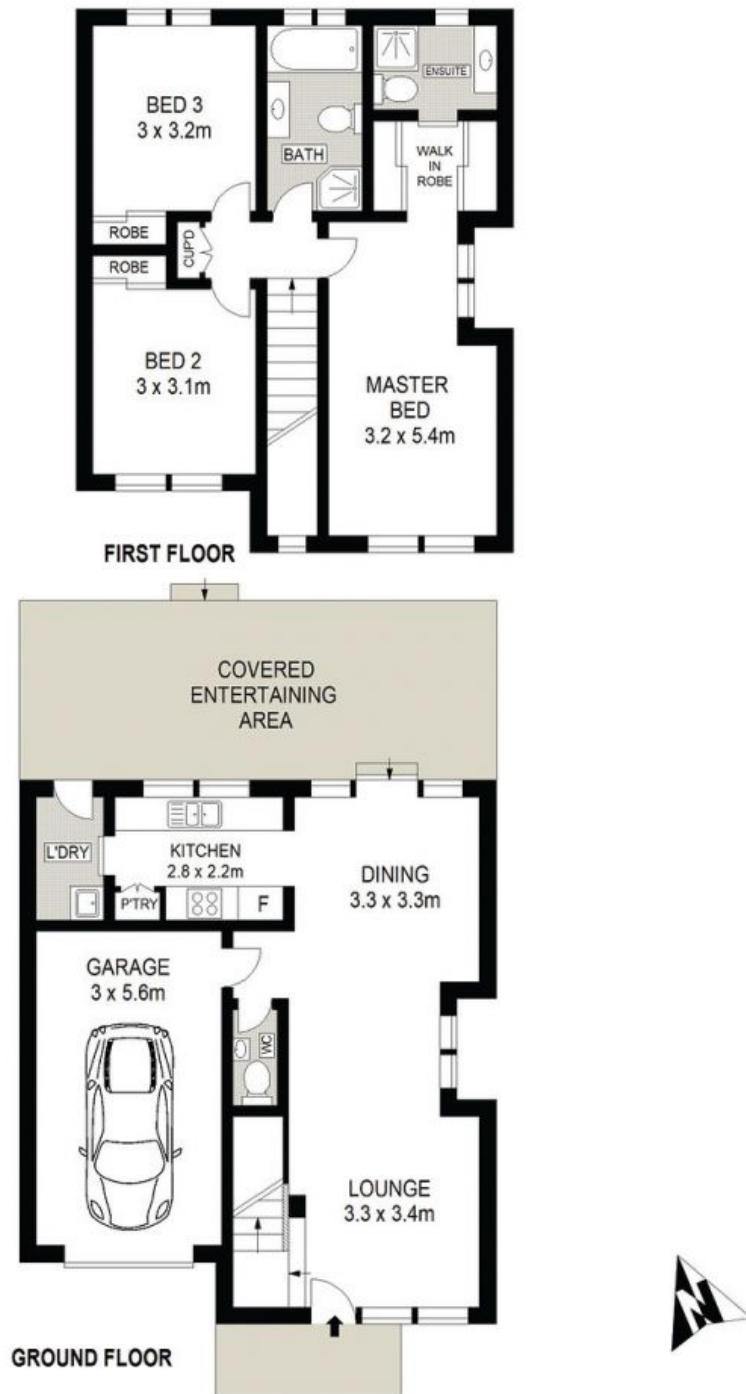 BED 3
3 x 3.2m
BATH
ENSUITE
WALK
IN
ROBE
ROBE
CUP'D
ROBE
BED 2
3 x 3.1m
MASTER
BED
3.2 x 5.4m
FIRST FLOOR
COVERED
ENTERTAINING
AREA
L'DRY
KITCHEN
2.8 x 2.2m
P'TRY
F
DINING
3.3 x 3.3m
GARAGE
3 x 5.6m
WC
LOUNGE
3.3 x 3.4m
N
GROUND FLOOR